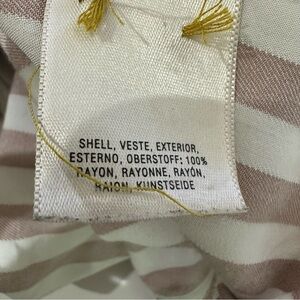 SHELL, VESTE, EXTERIOR,
ESTERNO, OBERSTOFF: 100%
RAYON, RAYONNE, RAYÓN,
RAION, KUNSTSEIDE